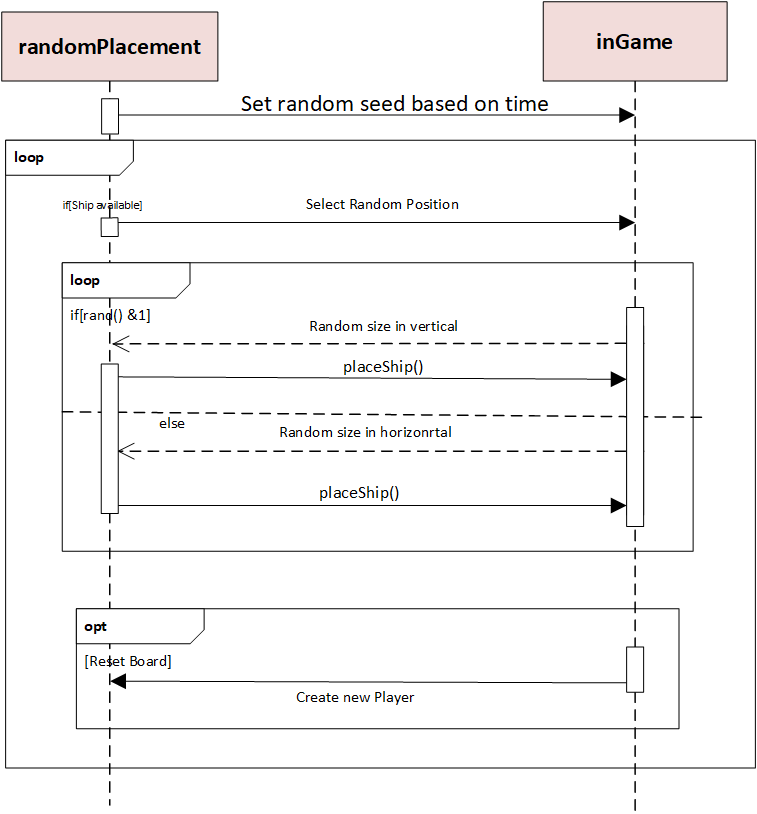 randomPlacement
inGame
Set random seed based on time
loop
if[Ship available]
Select Random Position
loop
if[rand() &1]
Random size in vertical
placeShip()
else
Random size in horizonrtal
placeShip()
opt
[Reset Board]
Create new Player